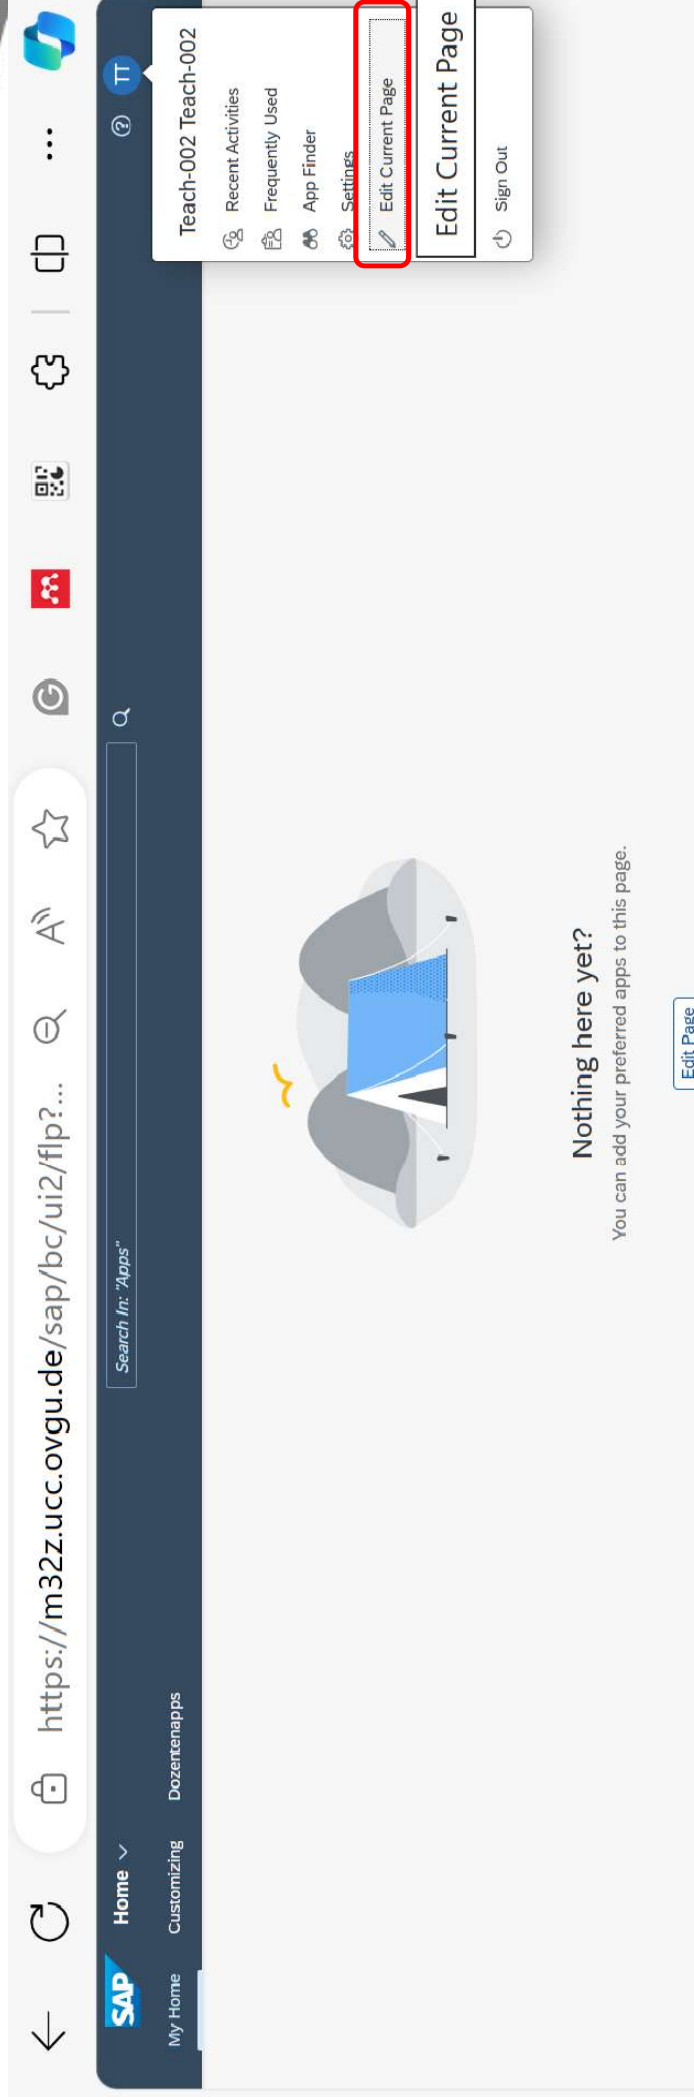 https://m32z.ucc.ovgu.de/sap/bc/ui2/flp?...
SAP
Home
Search In: "Apps"
TT
My Home
Customizing
Dozentenapps
Teach-002 Teach-002
Recent Activities
Frequently Used
App Finder
Settings
Edit Current Page
Edit Current Page
Sign Out
Nothing here yet?
You can add your preferred apps to this page.
Edit Page